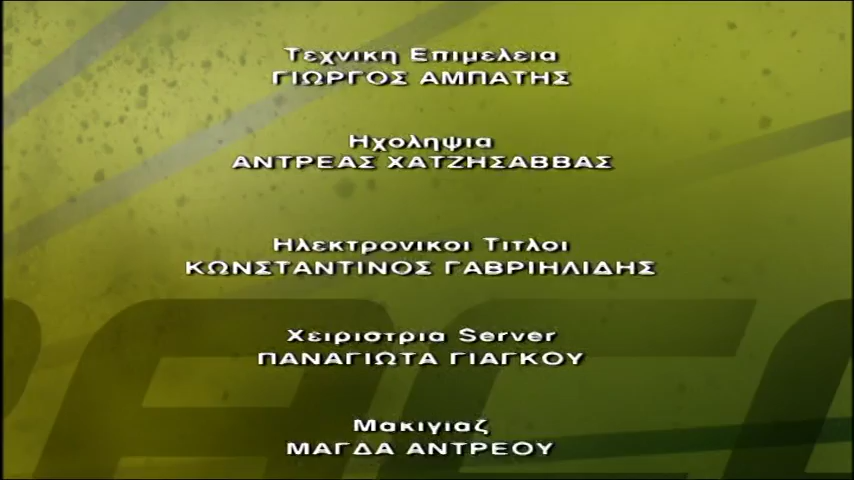 Τεχνικη Επιμελεια
ΓΙΩΡΓΟΣ ΑΜΠΑΤΗΣ
Ηχοληψια
ΑΝΤΡΕΑΣ ΧΑΤΖΗΣΑΒΒΑΣ
Ηλεκτρονικοι Τιτλοι
ΚΩΝΣΤΑΝΤΙΝΟΣ ΓΑΒΡΙΗΛΙΔΗΣ
Χειριστρια Server
ΠΑΝΑΓΙΩΤΑ ΓΙΑΓΚΟΥ
Μακιγιαζ
ΜΑΓΔΑ ΑΝΤΡΕΟΥ